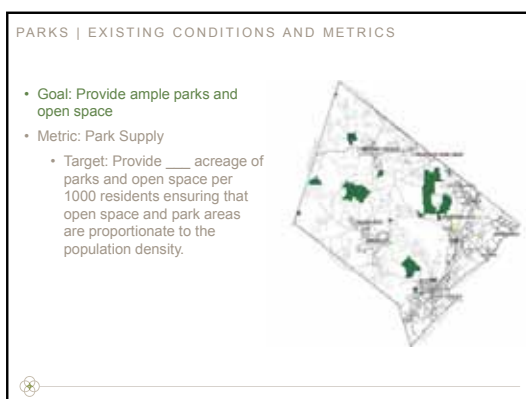 PARKS | EXISTING CONDITIONS AND METRICS
• Goal: Provide ample parks and
open space
• Metric: Park Supply
• Target: Provide ___ acreage of
parks and open space per
1000 residents ensuring that
open space and park areas
are proportionate to the
population density.